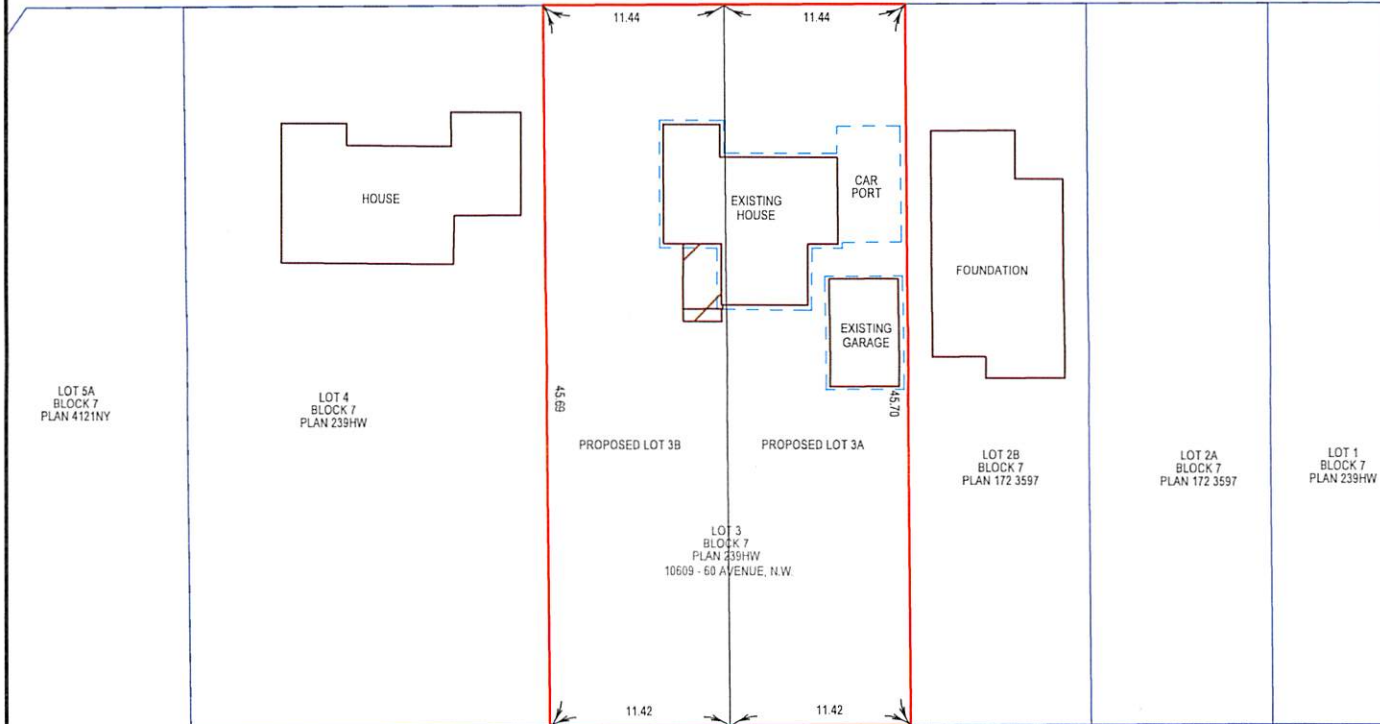 11.44
11.44
HOUSE
EXISTING
HOUSE
CAR
PORT
FOUNDATION
EXISTING
GARAGE
45.69
45.70
LOT 5A
BLOCK 7
PLAN 4121NY
LOT 4
BLOCK 7
PLAN 239HW
PROPOSED LOT 3B
PROPOSED LOT 3A
LOT 2B
BLOCK 7
PLAN 172 3597
LOT 2A
BLOCK 7
PLAN 172 3597
LOT 1
BLOCK 7
PLAN 239HW
LOT 3
BLOCK 7
PLAN 239HW
10609 - 60 AVENUE, N.W.
11.42
11.42